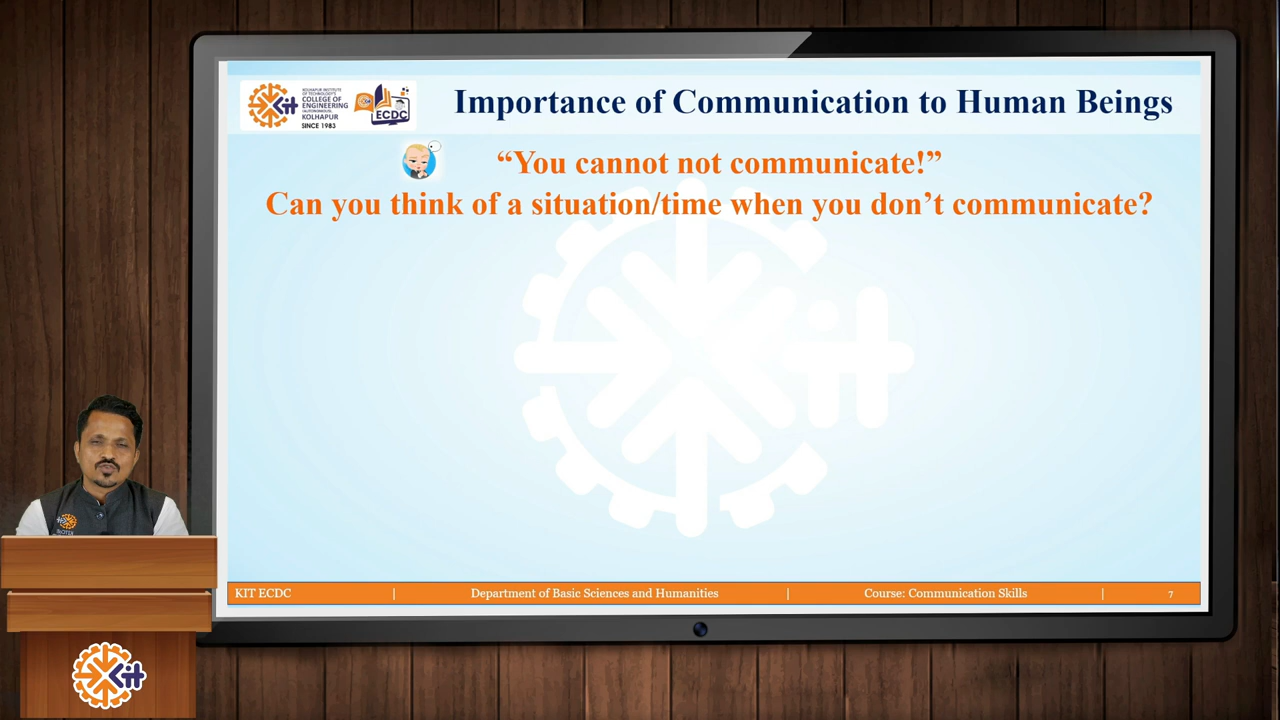 KOLHAPUR INSTITUTE
OF TECHNOLOGY'S
COLLEGE OF
ENGINEERING
(AUTONOMOUS),
KOLHAPUR
SINCE 1983
ECDC
Importance of Communication to Human Beings
“You cannot not communicate!”
Can you think of a situation/time when you don’t communicate?
KIT ECDC | Department of Basic Sciences and Humanities | Course: Communication Skills | 7